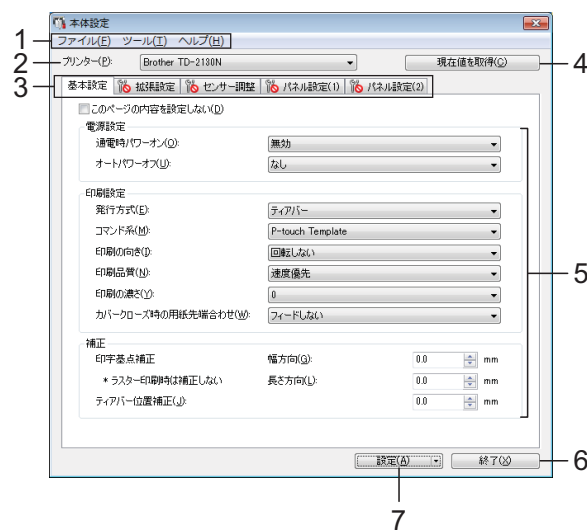 本体設定
1 ファイル(F) ツール(T) ヘルプ(H)
2 プリンター(P): Brother TD-2130N 現在値を取得(C) 4
3 基本設定 拡張設定 センサー調整 パネル設定(1) パネル設定(2)
このページの内容を設定しない(D)
電源設定
通電時パワーオン(O): 無効
オートパワーオフ(U): なし
印刷設定
発行方式(E): ティアバー
コマンド系(M): P-touch Template
印刷の向き(I): 回転しない 5
印刷品質(N): 速度優先
印刷の濃さ(Y): 0
カバークローズ時の用紙先端合わせ(W): フィードしない
補正
印字基点補正 幅方向(G): 0.0 mm
*ラスター印刷時は補正しない 長さ方向(L): 0.0 mm
ティアバー位置補正(J): 0.0 mm
設定(A) 終了(X) 6
7